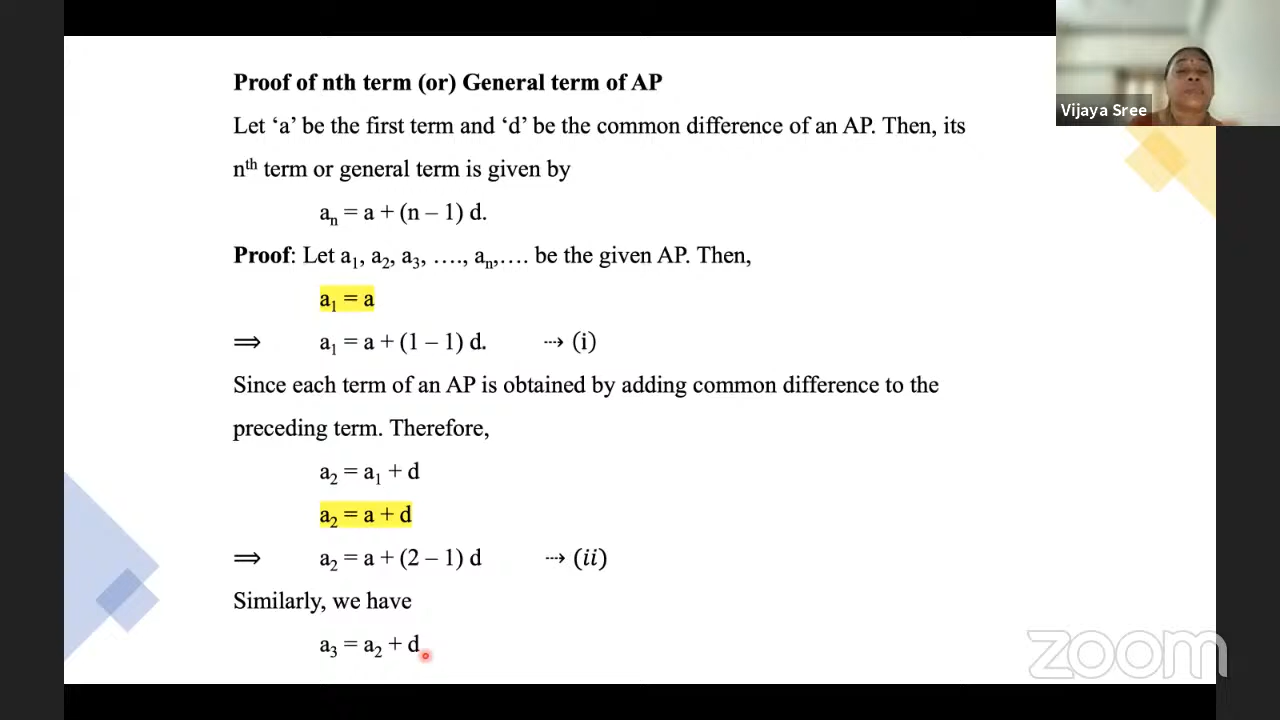 Proof of nth term (or) General term of AP
Let ‘a’ be the first term and ‘d’ be the common difference of an AP. Then, its
nᵗʰ term or general term is given by
aₙ = a + (n – 1) d.
Proof: Let a₁, a₂, a₃, …., aₙ,…. be the given AP. Then,
a₁ = a
⟹ a₁ = a + (1 – 1) d. ⇢ (i)
Since each term of an AP is obtained by adding common difference to the
preceding term. Therefore,
a₂ = a₁ + d
a₂ = a + d
⟹ a₂ = a + (2 – 1) d ⇢ (ii)
Similarly, we have
a₃ = a₂ + d
Vijaya Sree
zoom